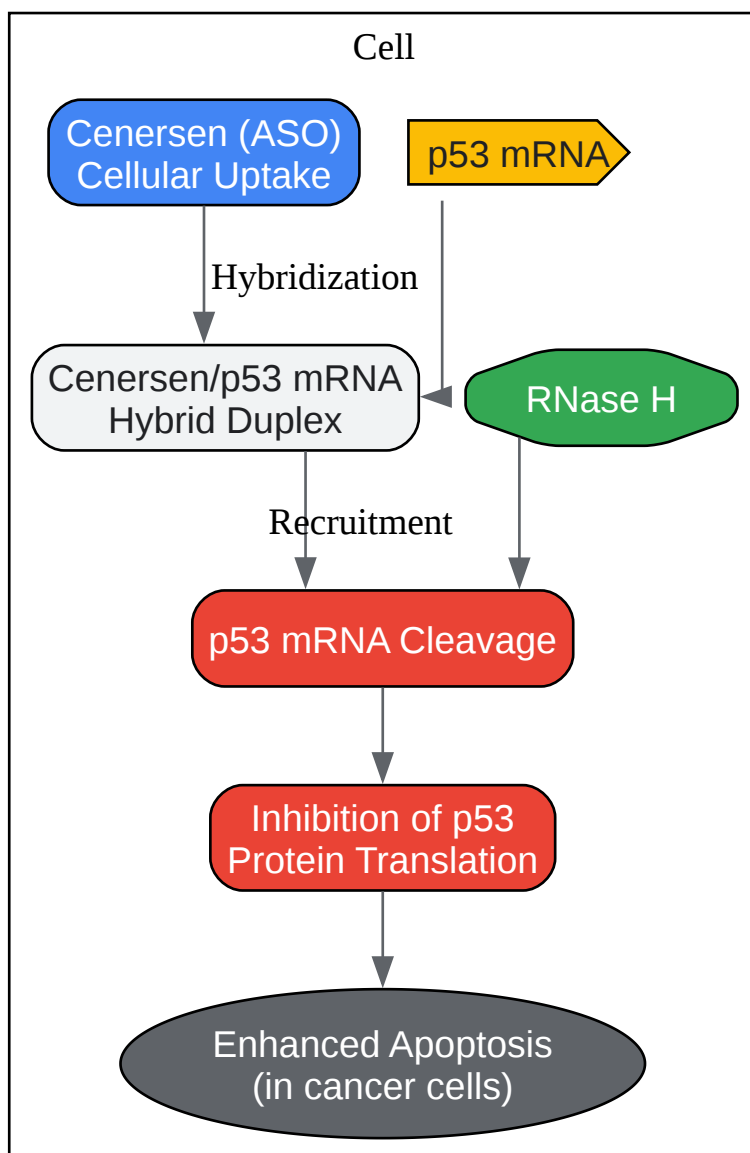 Cell
Cenersen (ASO)
Cellular Uptake
p53 mRNA
Hybridization
Cenersen/p53 mRNA
Hybrid Duplex
RNase H
Recruitment
p53 mRNA Cleavage
Inhibition of p53
Protein Translation
Enhanced Apoptosis
(in cancer cells)